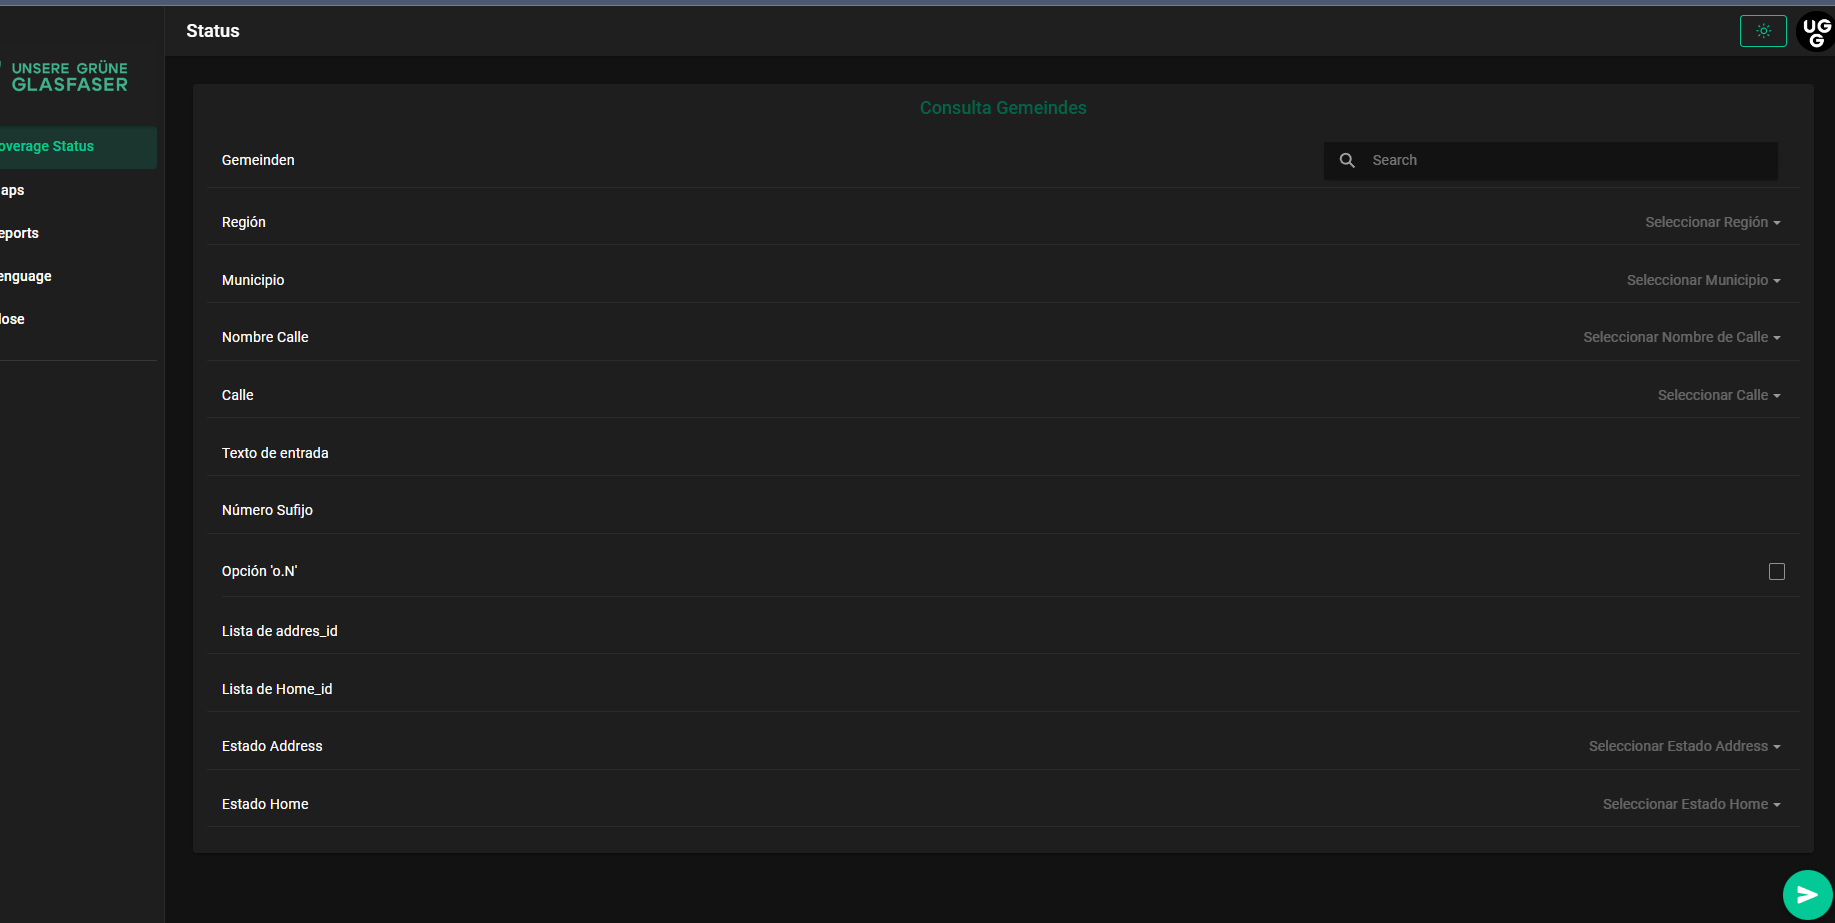 Status
UGG
UNSERE GRÜNE
GLASFASER
overage Status
aps
eports
enguage
lose
Consulta Gemeindes
Gemeinden
Search
Región
Seleccionar Región
Municipio
Seleccionar Municipio
Nombre Calle
Seleccionar Nombre de Calle
Calle
Seleccionar Calle
Texto de entrada
Número Sufijo
Opción 'o.N'
Lista de addres_id
Lista de Home_id
Estado Address
Seleccionar Estado Address
Estado Home
Seleccionar Estado Home